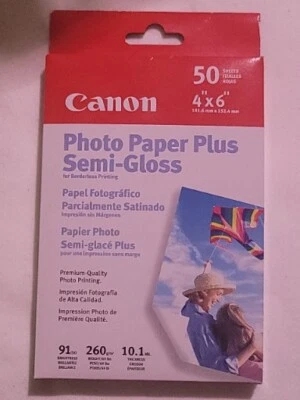 50 SHEETS
4"x6"
Canon
Photo Paper Plus
Semi-Gloss
for Borderless Printing
Papel Fotográfico
Parcialmente Satinado
Impresión sin Márgenes
Papier Photo
Semi-glacé Plus
pour une impression sans marge
Premium-Quality
Photo Printing.
Impresión Fotografía
de Alta Calidad.
Impression Photo de
Première Qualité.
91 260 10.1